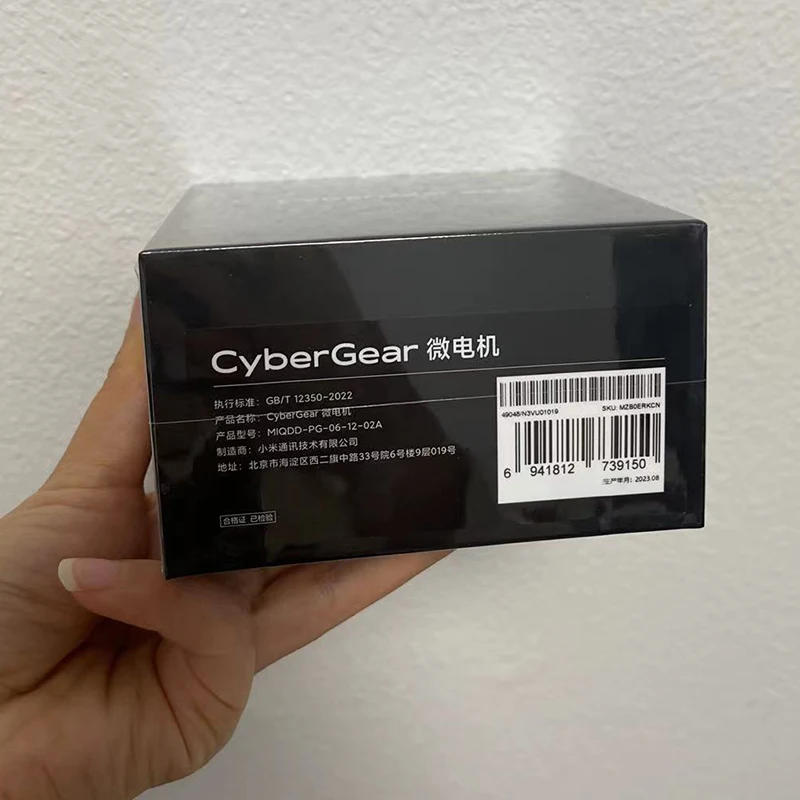 CyberGear 微电机
执行标准: GB/T 12350-2022
产品名称: CyberGear 微电机
产品型号: MIQDD-PG-06-12-02A
制造商: 小米通讯技术有限公司
地址: 北京市海淀区西二旗中路33号院6号楼9层019号
合格证 已检验
49048/N3VU01019 SKU: MZB0ERKCN
6 941812 739150
生产年月: 2023.08